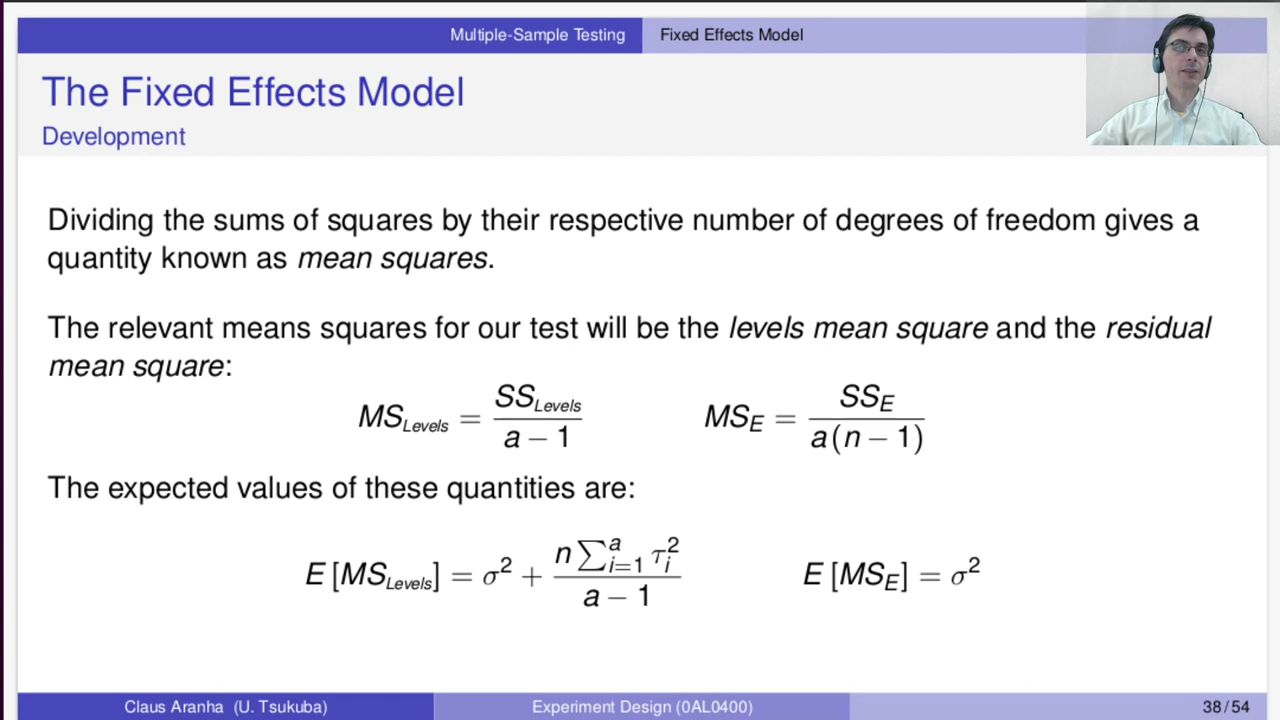 Multiple-Sample Testing Fixed Effects Model
The Fixed Effects Model
Development
Dividing the sums of squares by their respective number of degrees of freedom gives a
quantity known as mean squares.
The relevant means squares for our test will be the levels mean square and the residual
mean square:
MS_Levels = SS_Levels / (a − 1)    MS_E = SS_E / (a(n − 1))
The expected values of these quantities are:
E [MS_Levels] = σ² + (n ∑_{i=1}^{a} τ_i²) / (a − 1)    E [MS_E] = σ²
Claus Aranha (U. Tsukuba) Experiment Design (0AL0400) 38 / 54